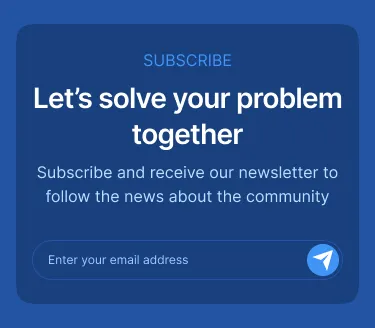 SUBSCRIBE
Let’s solve your problem
together
Subscribe and receive our newsletter to
follow the news about the community
Enter your email address